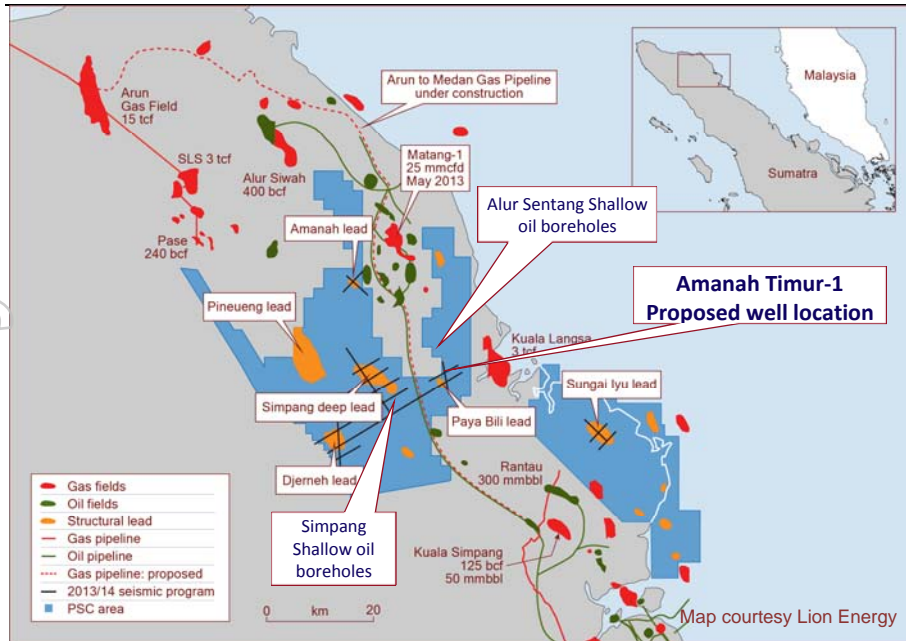 Arun to Medan Gas Pipeline
under construction
Malaysia
Sumatra
Arun
Gas Field
15 tcf
SLS 3 tcf
Alur Siwah
400 bcf
Matang-1
25 mmcfd
May 2013
Pase
240 bcf
Amanah lead
Alur Sentang Shallow
oil boreholes
Pineueng lead
Amanah Timur-1
Proposed well location
Kuala Langsa
3 tcf
Simpang deep lead
Paya Bili lead
Sungai Iyu lead
Djerneh lead
Rantau
300 mmbbl
Simpang
Shallow oil
boreholes
Kuala Simpang
125 bcf
50 mmbbl
Gas fields
Oil fields
Structural lead
Gas pipeline
Oil pipeline
Gas pipeline: proposed
2013/14 seismic program
PSC area
0 20
km
Map courtesy Lion Energy